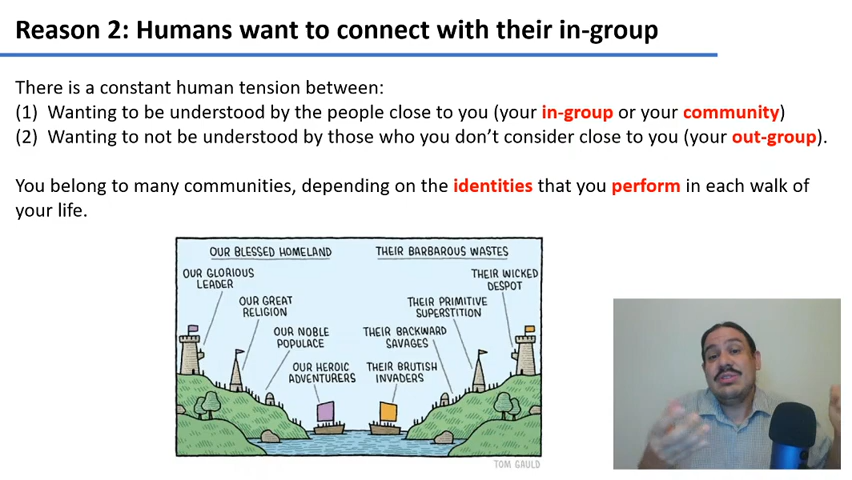 Reason 2: Humans want to connect with their in-group
There is a constant human tension between:
(1) Wanting to be understood by the people close to you (your in-group or your community)
(2) Wanting to not be understood by those who you don't consider close to you (your out-group).
You belong to many communities, depending on the identities that you perform in each walk of
your life.
OUR BLESSED HOMELAND
THEIR BARBAROUS WASTES
OUR GLORIOUS
LEADER
THEIR WICKED
DESPOT
OUR GREAT
RELIGION
THEIR PRIMITIVE
SUPERSTITION
OUR NOBLE
POPULACE
THEIR BACKWARD
SAVAGES
OUR HEROIC
ADVENTURERS
THEIR BRUTISH
INVADERS
TOM GAULD